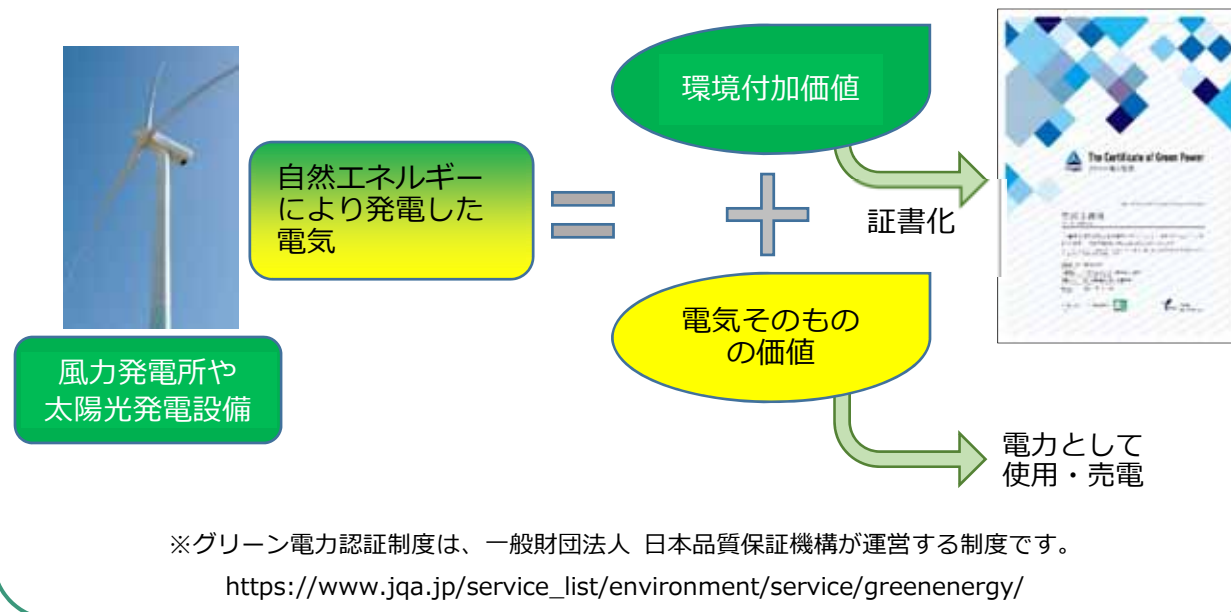 環境付加価値
The Certificate of Green Power
自然エネルギー
により発電した
電気
証書化
電気そのもの
の価値
風力発電所や
太陽光発電設備
電力として
使用・売電
※グリーン電力認証制度は、一般財団法人 日本品質保証機構が運営する制度です。
https://www.jqa.jp/service_list/environment/service/greenenergy/